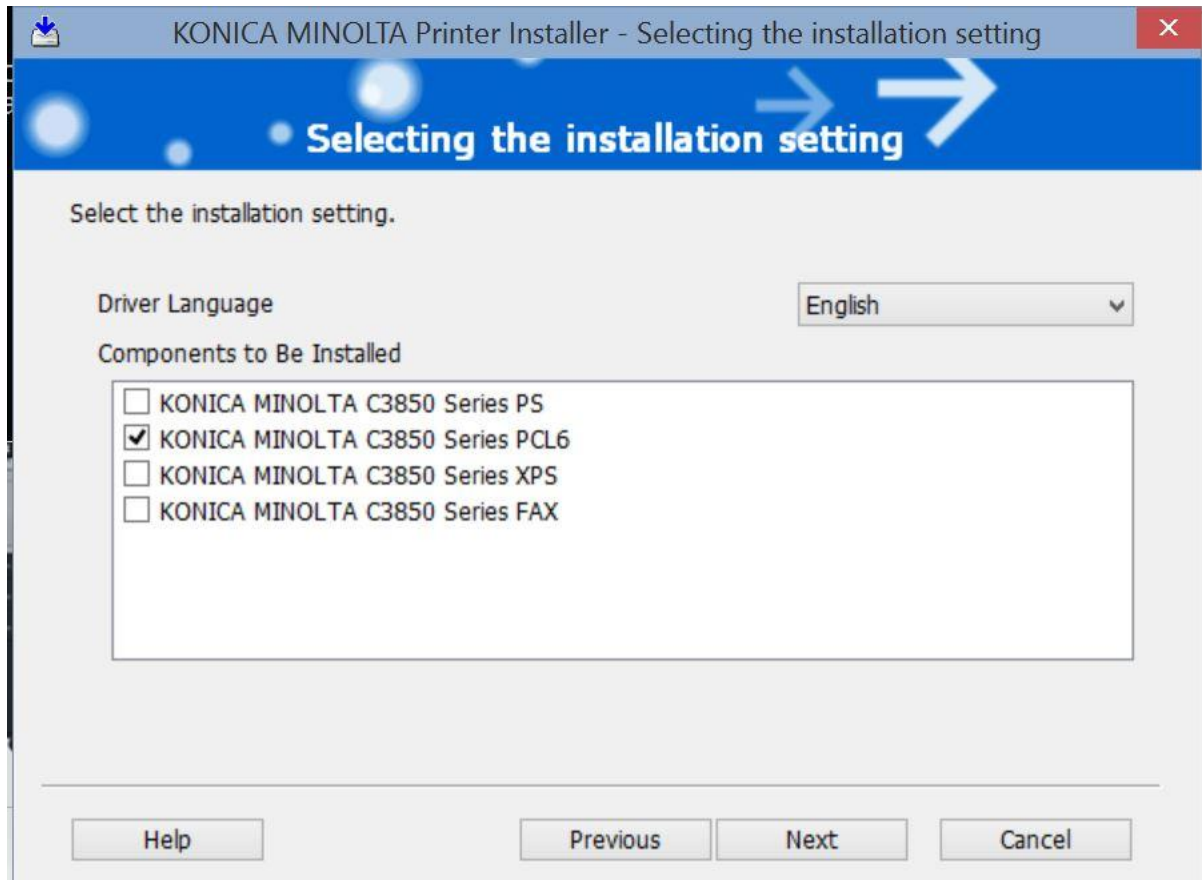 KONICA MINOLTA Printer Installer - Selecting the installation setting
Selecting the installation setting
Select the installation setting.
Driver Language
English
Components to Be Installed
KONICA MINOLTA C3850 Series PS
KONICA MINOLTA C3850 Series PCL6
KONICA MINOLTA C3850 Series XPS
KONICA MINOLTA C3850 Series FAX
Help
Previous
Next
Cancel